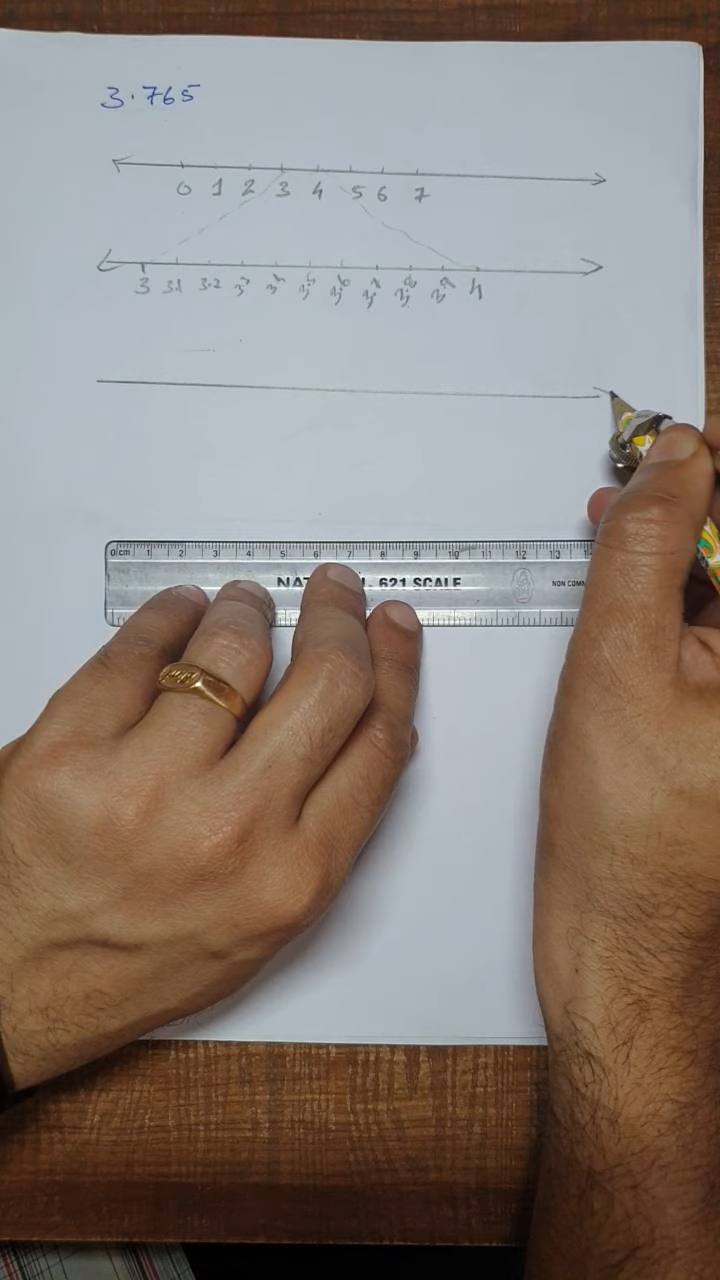 3.765
0 1 2 3 4 5 6 7
3 3.1 3.2 3.3 3.4 3.5 3.6 3.7 3.8 3.9 4
0 cm 1 2 3 4 5 6 7 8 9 10 11 12 13
621 SCALE
NON COMM